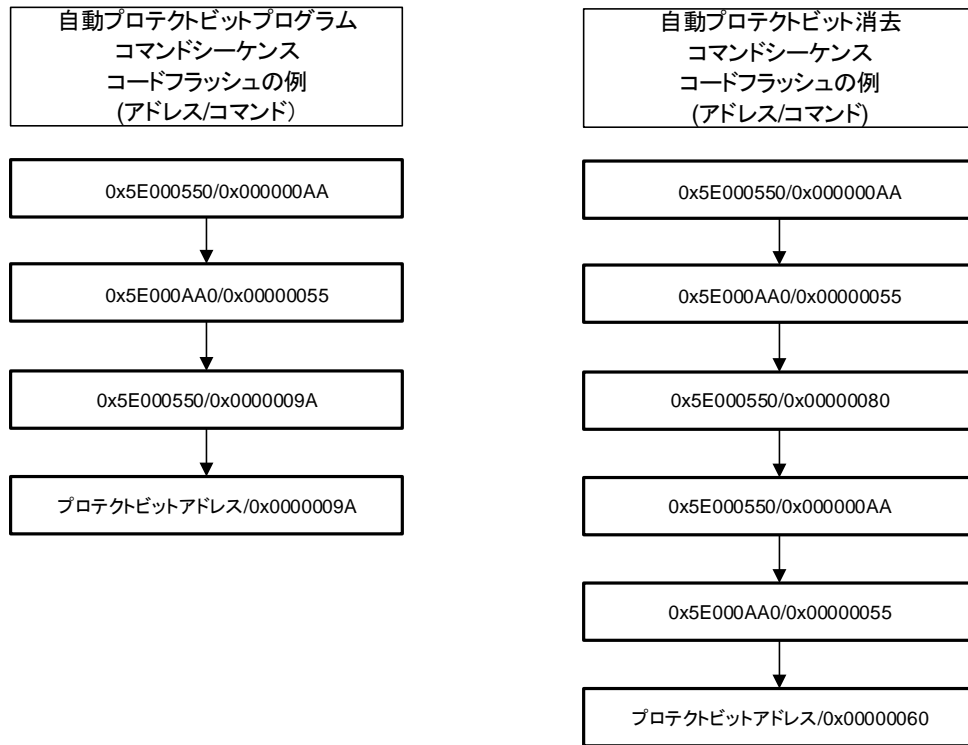 自動プロテクトビットプログラム
コマンドシーケンス
コードフラッシュの例
(アドレス/コマンド)
0x5E000550/0x000000AA
0x5E000AA0/0x00000055
0x5E000550/0x0000009A
プロテクトビットアドレス/0x0000009A
自動プロテクトビット消去
コマンドシーケンス
コードフラッシュの例
(アドレス/コマンド)
0x5E000550/0x000000AA
0x5E000AA0/0x00000055
0x5E000550/0x00000080
0x5E000550/0x000000AA
0x5E000AA0/0x00000055
プロテクトビットアドレス/0x00000060